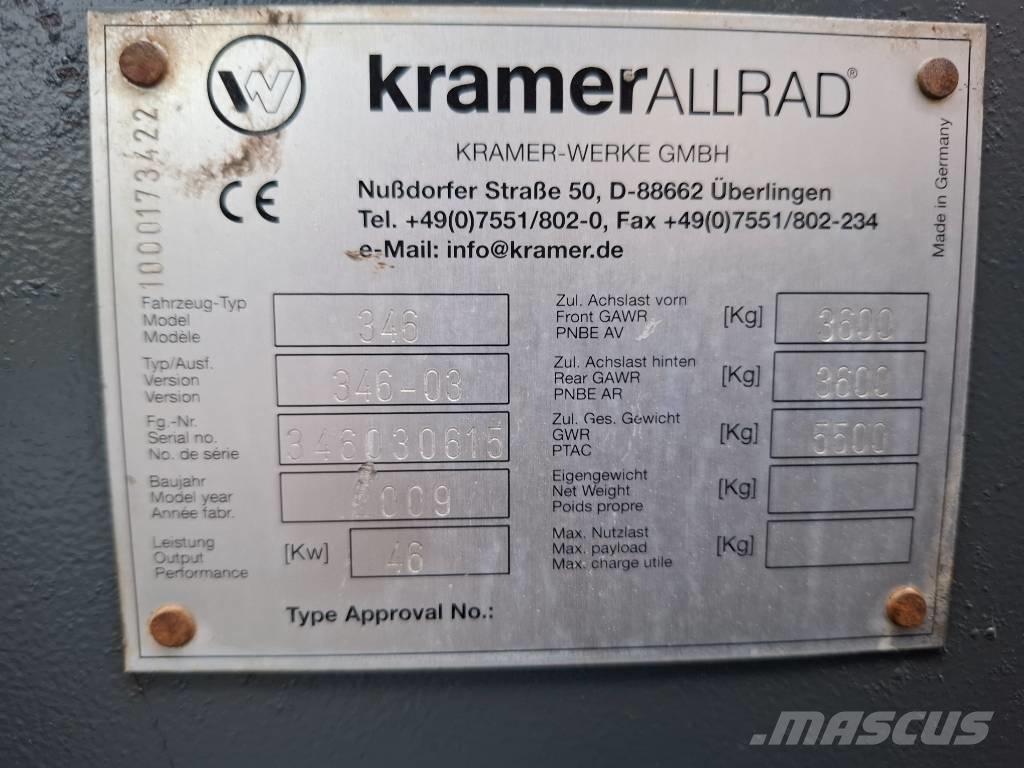 kramerALLRAD®
KRAMER-WERKE GMBH
Nußdorfer Straße 50, D-88662 Überlingen
Tel. +49(0)7551/802-0, Fax +49(0)7551/802-234
e-Mail: info@kramer.de
CE
1000173422
Made in Germany
Fahrzeug-Typ
Model
Modèle
346
Typ/Ausf.
Version
Version
346-03
Fg.-Nr.
Serial no.
No. de série
346030615
Baujahr
Model year
Année fabr.
2009
Leistung
Output
Performance
[Kw] 46
Zul. Achslast vorn
Front GAWR
PNBE AV
[Kg] 3600
Zul. Achslast hinten
Rear GAWR
PNBE AR
[Kg] 3600
Zul. Ges. Gewicht
GWR
PTAC
[Kg] 5500
Eigengewicht
Net Weight
Poids propre
[Kg]
Max. Nutzlast
Max. payload
Max. charge utile
[Kg]
Type Approval No.:
MASCUS